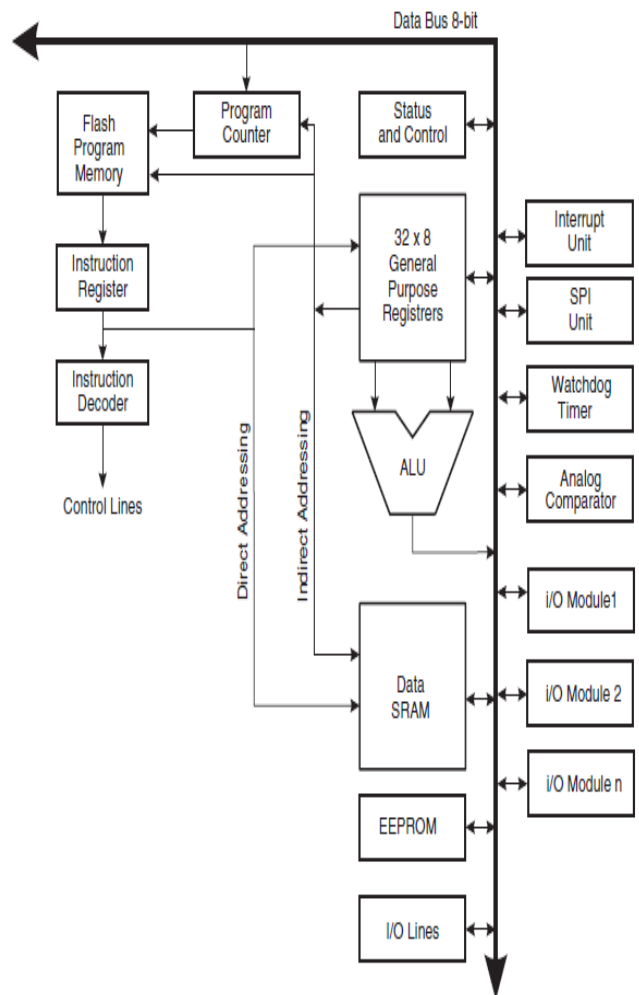 Data Bus 8-bit
Flash
Program
Memory
Program
Counter
Status
and Control
32 x 8
General
Purpose
Registrers
Interrupt
Unit
Instruction
Register
SPI
Unit
Instruction
Decoder
Watchdog
Timer
ALU
Analog
Comparator
Control Lines
Direct Addressing
Indirect Addressing
i/O Module1
Data
SRAM
i/O Module 2
i/O Module n
EEPROM
I/O Lines